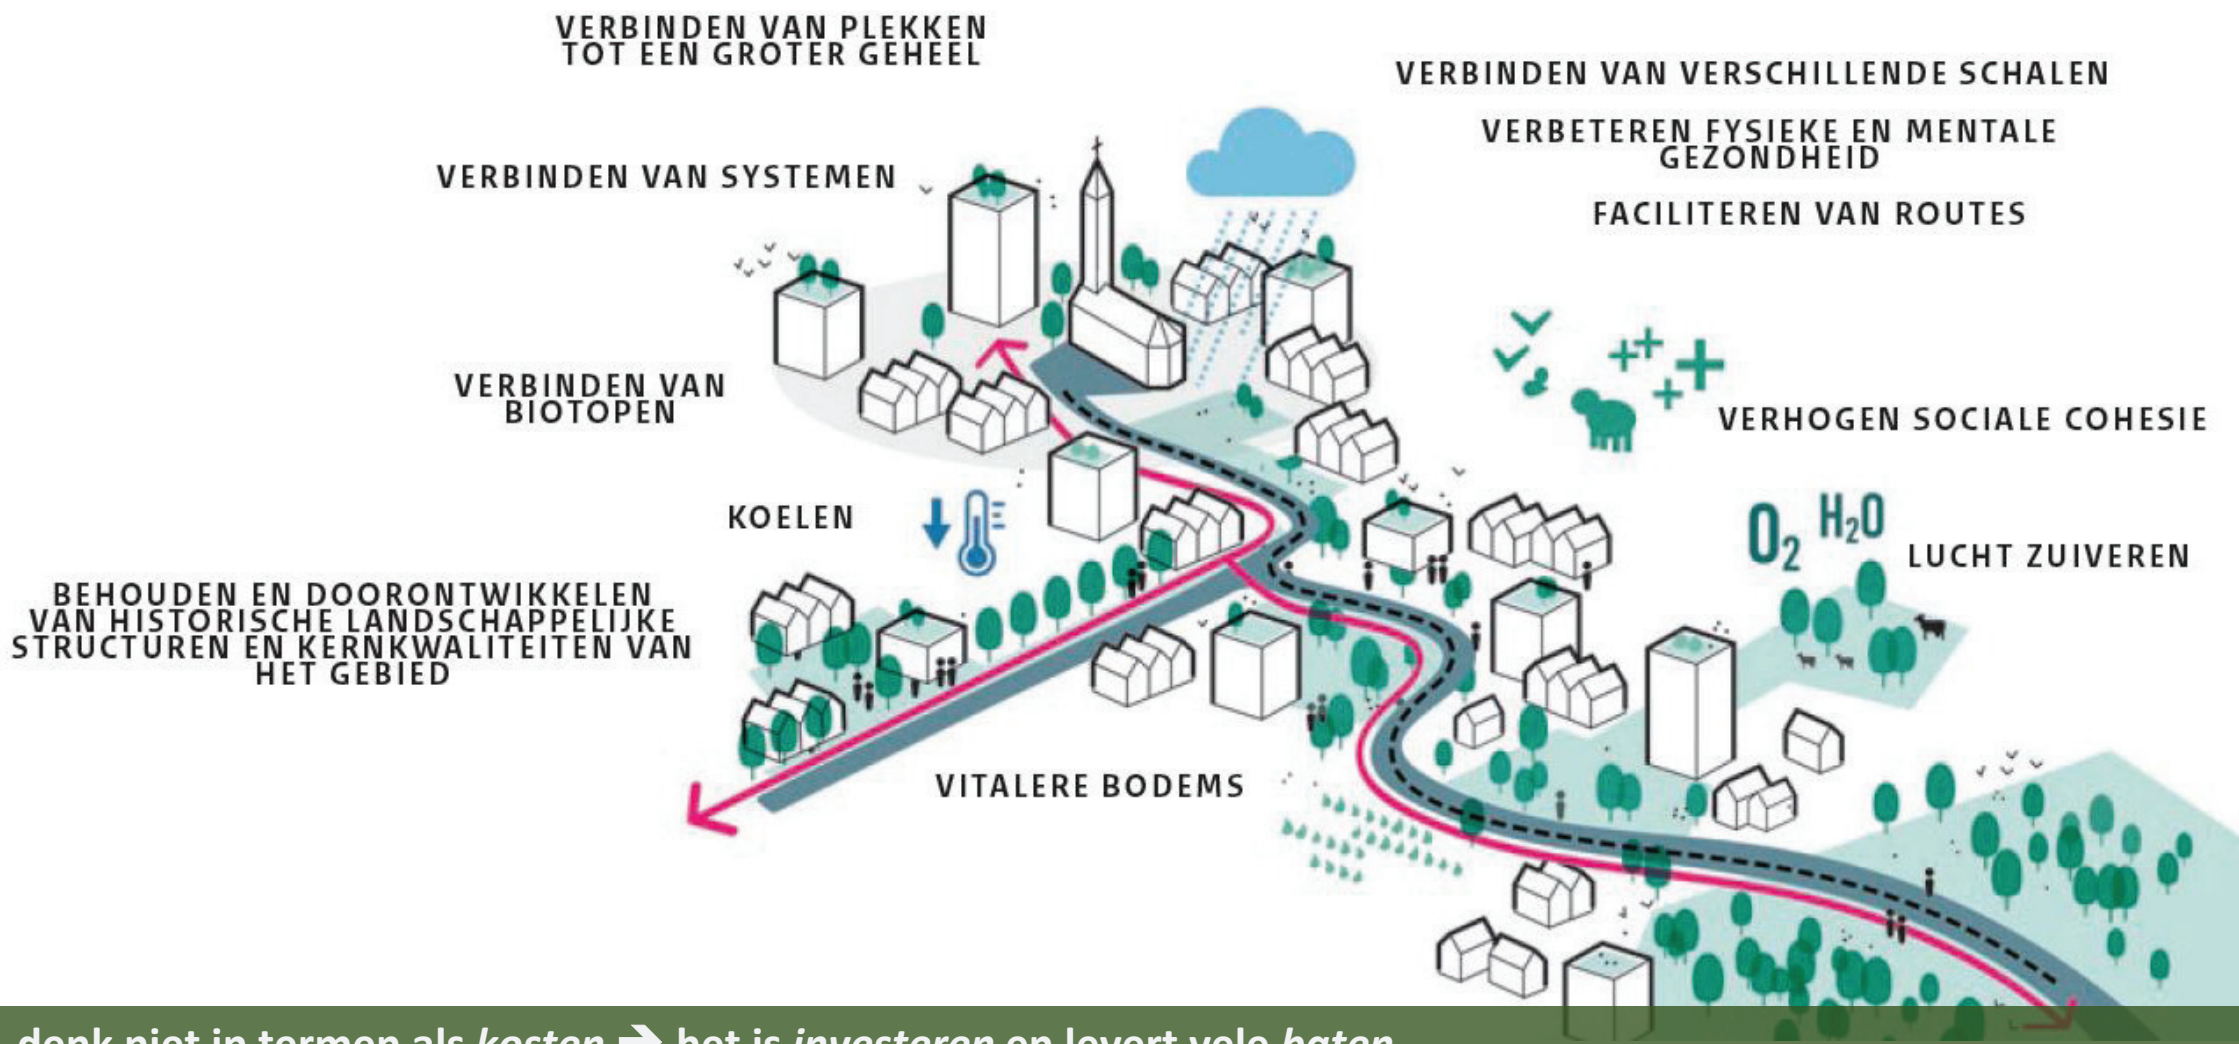 VERBINDEN VAN PLEKKEN
TOT EEN GROTER GEHEEL
VERBINDEN VAN VERSCHILLENDE SCHALEN
VERBETEREN FYSIEKE EN MENTALE
GEZONDHEID
VERBINDEN VAN SYSTEMEN
FACILITEREN VAN ROUTES
VERBINDEN VAN
BIOTOPEN
VERHOGEN SOCIALE COHESIE
KOELEN
O₂ H₂O
LUCHT ZUIVEREN
BEHOUDEN EN DOORONTWIKKELEN
VAN HISTORISCHE LANDSCHAPPELIJKE
STRUCTUREN EN KERNKWALITEITEN VAN
HET GEBIED
VITALERE BODEMS
denk niet in termen als kosten → het is investeren en levert vele baten